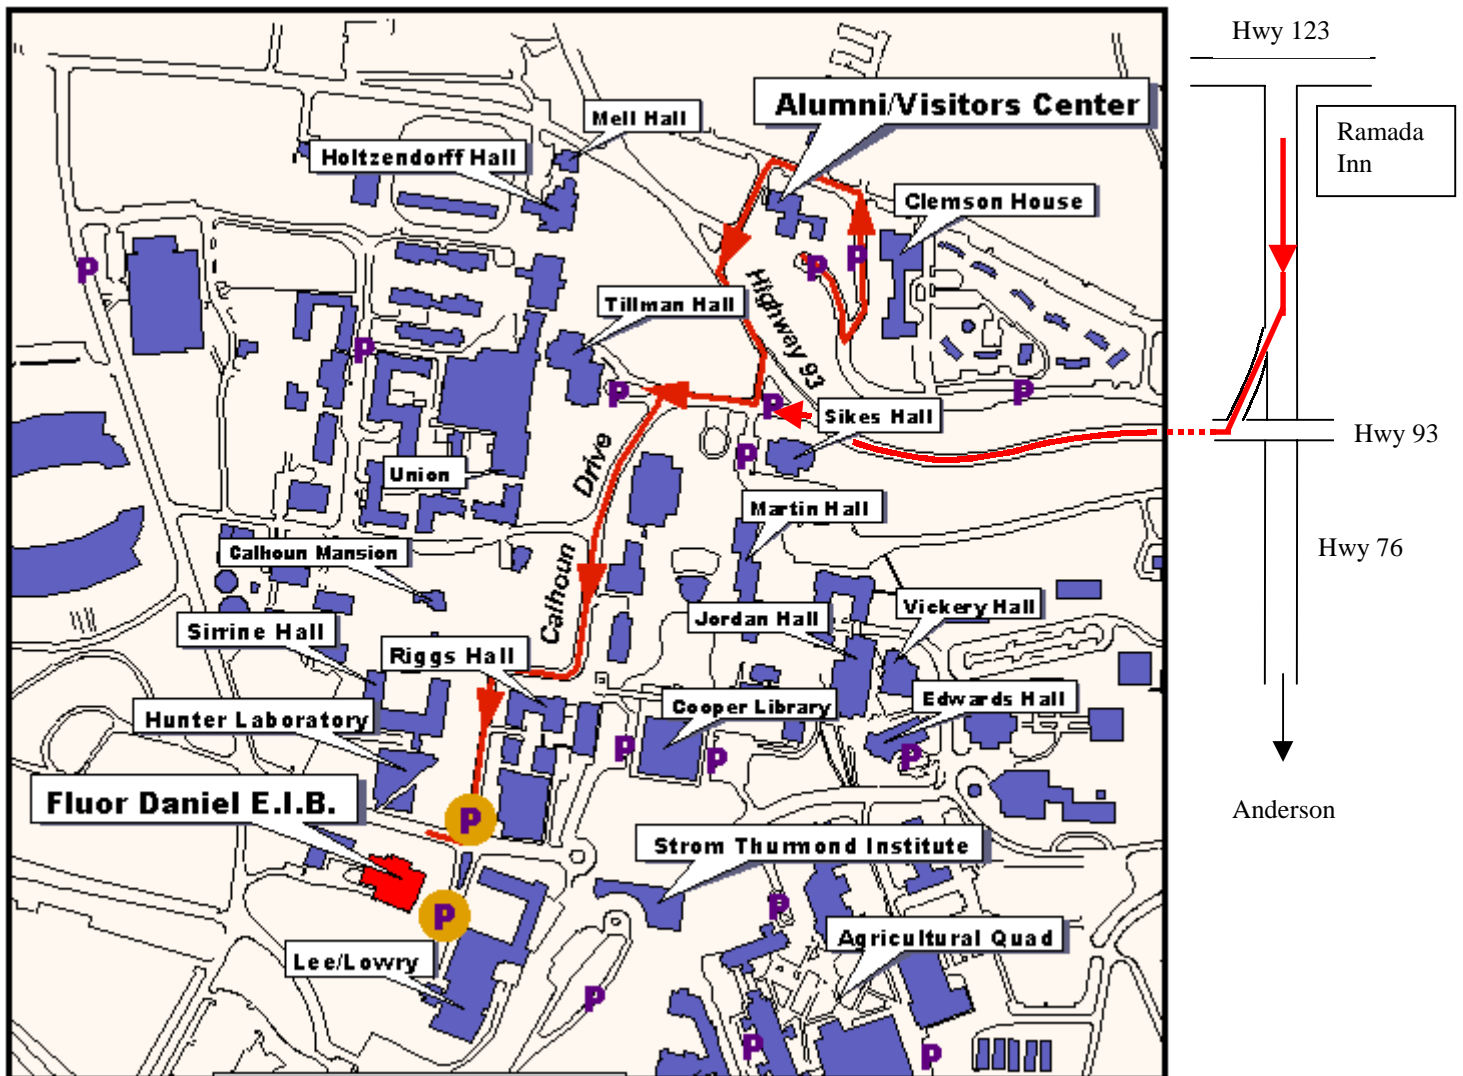 Hwy 123
Ramada
Inn
Alumni/Visitors Center
Mell Hall
Holtzendorff Hall
Clemson House
P
P
P
Highway 93
Tillman Hall
P
P
P
P
Sikes Hall
Hwy 93
P
Union
Drive
Martin Hall
Calhoun Mansion
Hwy 76
Calhoun
Vickery Hall
Jordan Hall
Sirrine Hall
Riggs Hall
Edwards Hall
Cooper Library
Hunter Laboratory
P
P
P
Fluor Daniel E.I.B.
P
Anderson
Strom Thurmond Institute
P
P
Agricultural Quad
Lee/Lowry
P
P
P